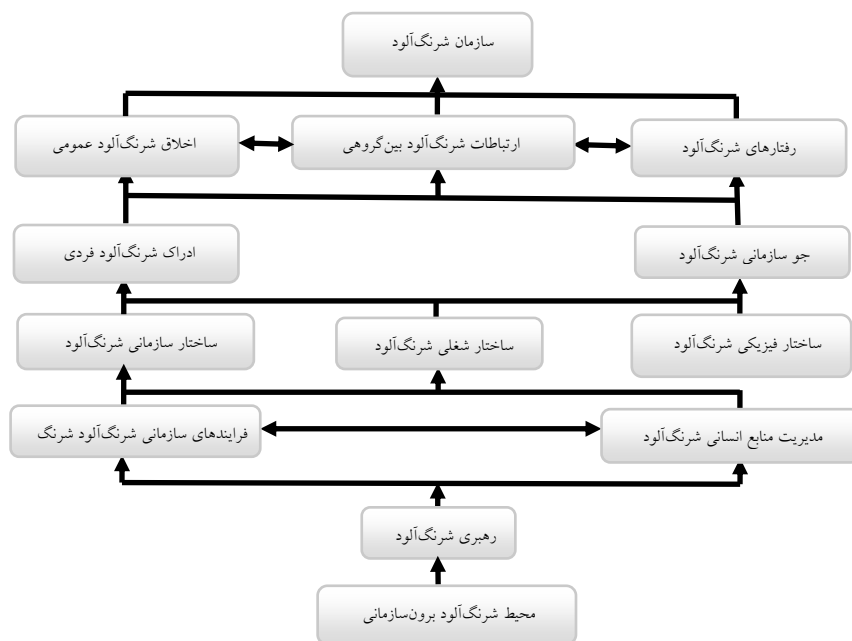 سازمان شرنگ‌آلود
رفتارهای شرنگ‌آلود
ارتباطات شرنگ‌آلود بین‌گروهی
اخلاق شرنگ‌آلود عمومی
جو سازمانی شرنگ‌آلود
ادراک شرنگ‌آلود فردی
ساختار فیزیکی شرنگ‌آلود
ساختار شغلی شرنگ‌آلود
ساختار سازمانی شرنگ‌آلود
مدیریت منابع انسانی شرنگ‌آلود
فرایندهای سازمانی شرنگ‌آلود شرنگ
رهبری شرنگ‌آلود
محیط شرنگ‌آلود برون‌سازمانی